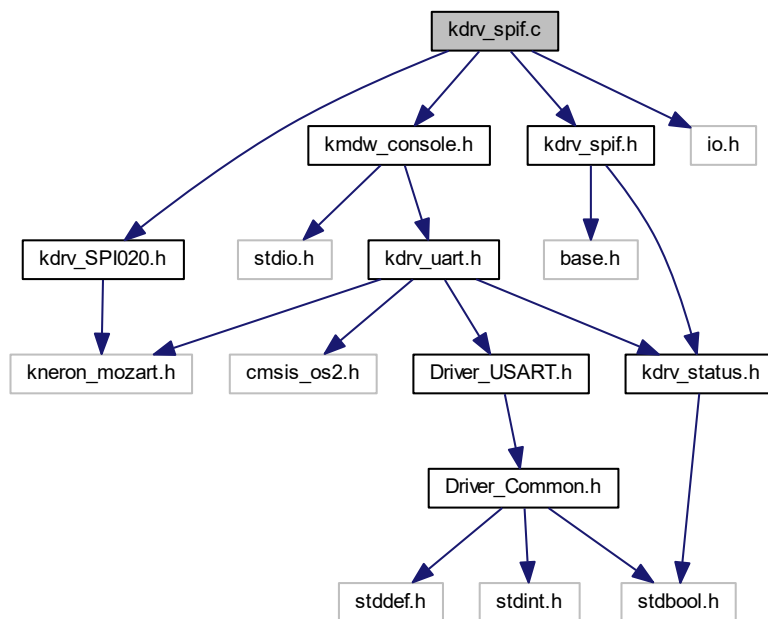 kdrv_spif.c
kmdw_console.h
kdrv_spif.h
io.h
kdrv_SPI020.h
stdio.h
kdrv_uart.h
base.h
kneron_mozart.h
cmsis_os2.h
Driver_USART.h
kdrv_status.h
Driver_Common.h
stddef.h
stdint.h
stdbool.h